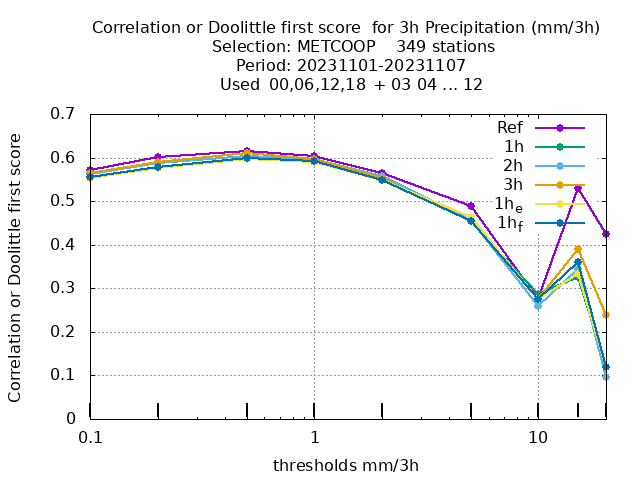 Correlation or Doolittle first score  for 3h Precipitation (mm/3h)
Selection: METCOOP    349 stations
Period: 20231101-20231107
Used  00,06,12,18  + 03 04 ... 12
Correlation or Doolittle first score
0.7
0.6
0.5
0.4
0.3
0.2
0.1
0
0.1
1
10
thresholds mm/3h
Ref
1h
2h
3h
1he
1hf